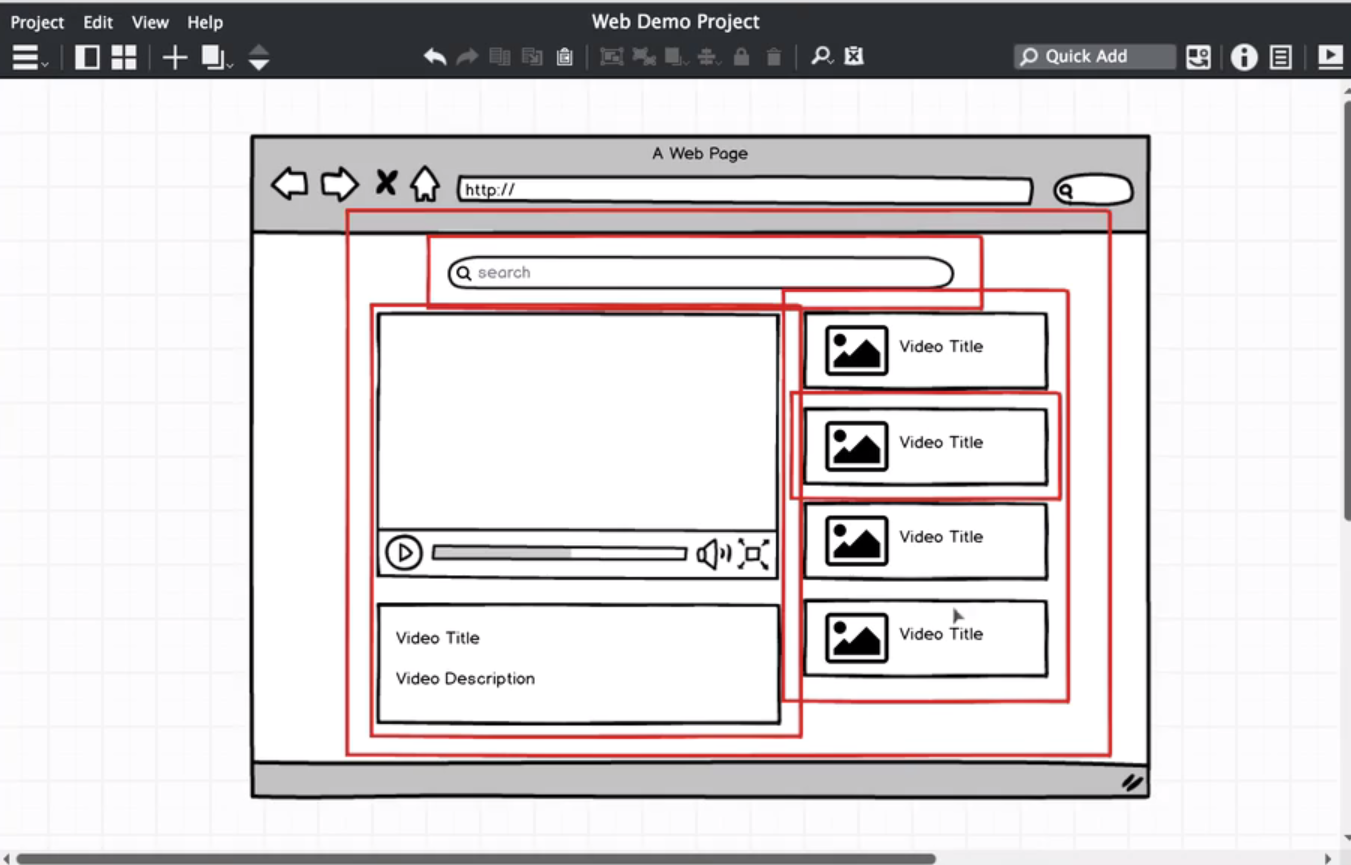 Project Edit View Help
Web Demo Project
Quick Add
A Web Page
http://
search
Video Title
Video Title
Video Title
Video Title
Video Title
Video Description